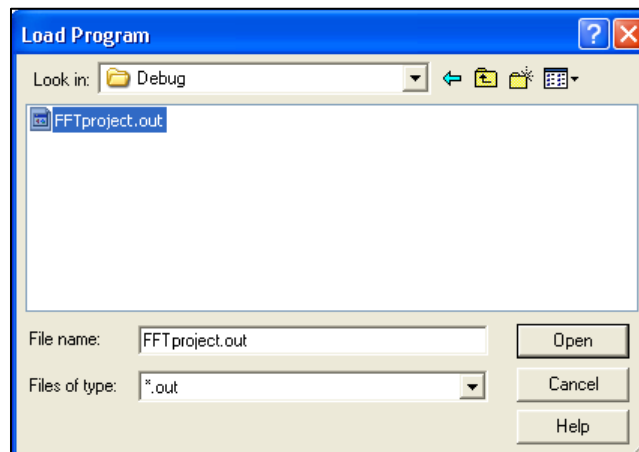 Load Program
Look in: Debug
FFTproject.out
File name: FFTproject.out Open
Files of type: *.out Cancel
Help